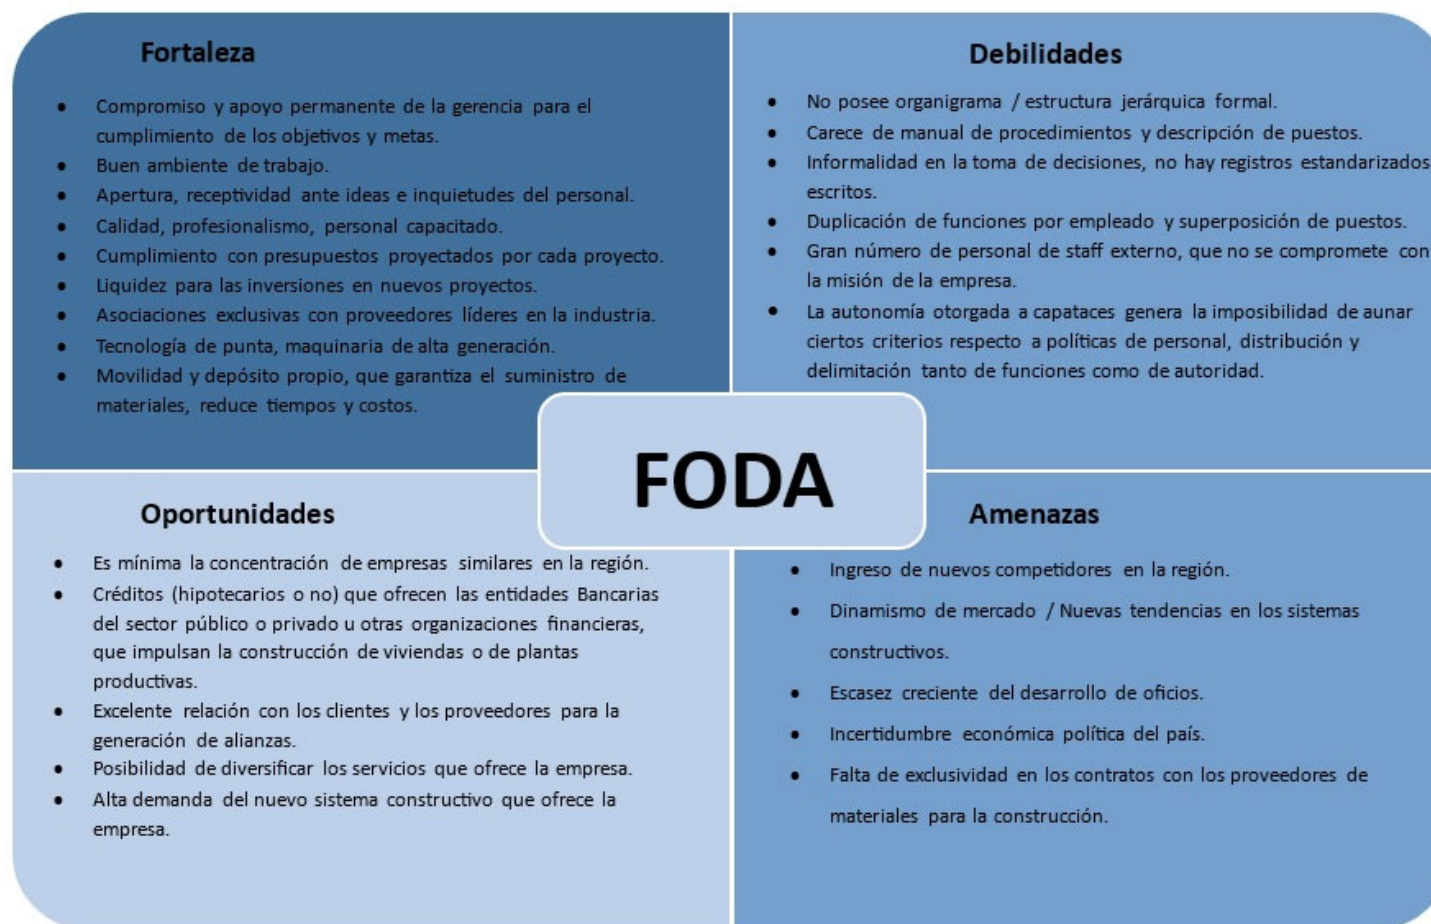 Fortaleza
• Compromiso y apoyo permanente de la gerencia para el
cumplimiento de los objetivos y metas.
• Buen ambiente de trabajo.
• Apertura, receptividad ante ideas e inquietudes del personal.
• Calidad, profesionalismo, personal capacitado.
• Cumplimiento con presupuestos proyectados por cada proyecto.
• Liquidez para las inversiones en nuevos proyectos.
• Asociaciones exclusivas con proveedores líderes en la industria.
• Tecnología de punta, maquinaria de alta generación.
• Movilidad y depósito propio, que garantiza el suministro de
materiales, reduce tiempos y costos.
Debilidades
• No posee organigrama / estructura jerárquica formal.
• Carece de manual de procedimientos y descripción de puestos.
• Informalidad en la toma de decisiones, no hay registros estandarizados
escritos.
• Duplicación de funciones por empleado y superposición de puestos.
• Gran número de personal de staff externo, que no se compromete con
la misión de la empresa.
• La autonomía otorgada a capataces genera la imposibilidad de aunar
ciertos criterios respecto a políticas de personal, distribución y
delimitación tanto de funciones como de autoridad.
FODA
Oportunidades
• Es mínima la concentración de empresas similares en la región.
• Créditos (hipotecarios o no) que ofrecen las entidades Bancarias
del sector público o privado u otras organizaciones financieras,
que impulsan la construcción de viviendas o de plantas
productivas.
• Excelente relación con los clientes y los proveedores para la
generación de alianzas.
• Posibilidad de diversificar los servicios que ofrece la empresa.
• Alta demanda del nuevo sistema constructivo que ofrece la
empresa.
Amenazas
• Ingreso de nuevos competidores en la región.
• Dinamismo de mercado / Nuevas tendencias en los sistemas
constructivos.
• Escasez creciente del desarrollo de oficios.
• Incertidumbre económica política del país.
• Falta de exclusividad en los contratos con los proveedores de
materiales para la construcción.